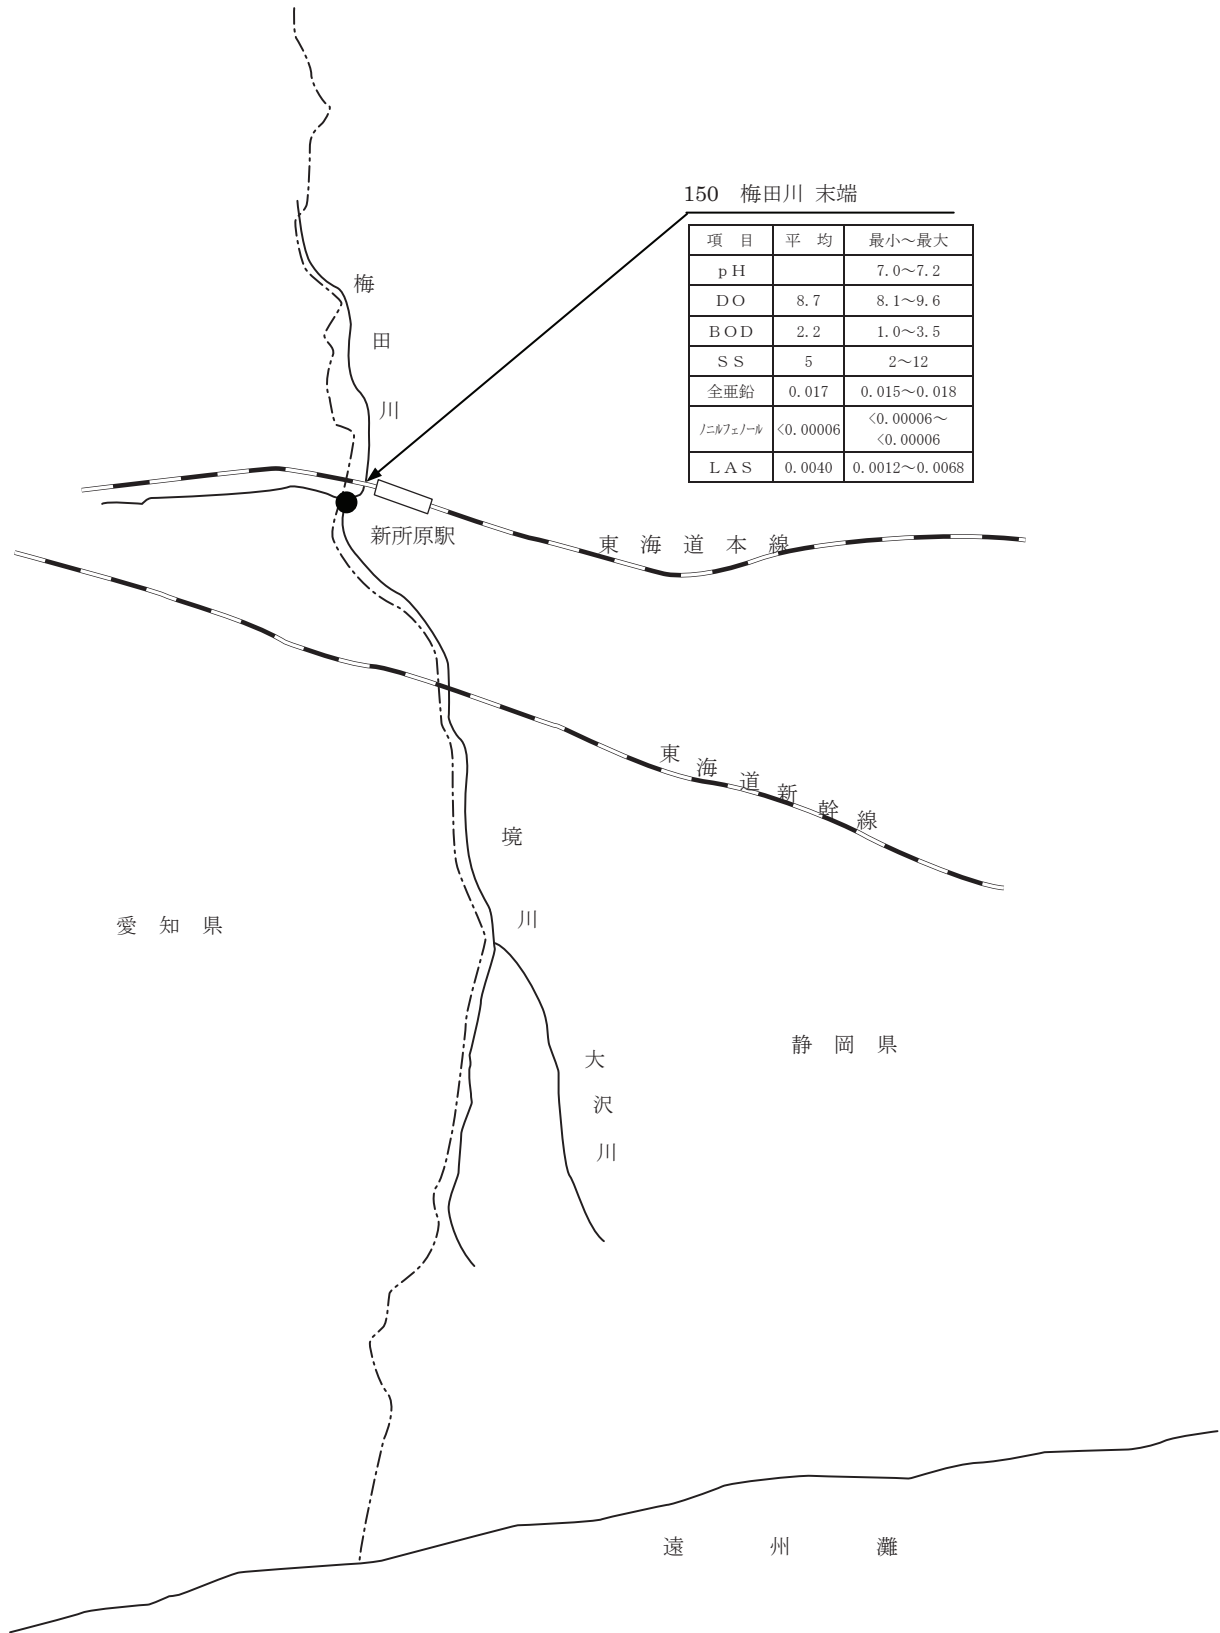 150　梅田川 末端
項　目　平　均　最小～最大
ｐＨ　7.0～7.2
ＤＯ　8.7　8.1～9.6
ＢＯＤ　2.2　1.0～3.5
ＳＳ　5　2～12
全亜鉛　0.017　0.015～0.018
ﾉﾆﾙﾌｪﾉｰﾙ　<0.00006　<0.00006～
<0.00006
ＬＡＳ　0.0040　0.0012～0.0068
梅田川
新所原駅
東海道本線
東海道新幹線
境川
愛知県
静岡県
大沢川
遠州灘